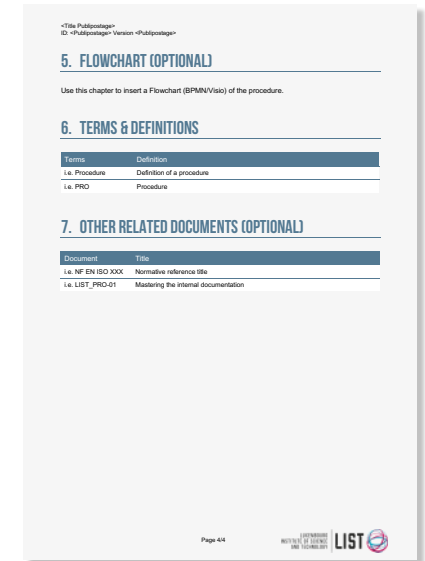 <Title Publipostage>
ID: <Publipostage> Version <Publipostage>
5. FLOWCHART (OPTIONAL)
Use this chapter to insert a Flowchart (BPMN/Visio) of the procedure.
6. TERMS & DEFINITIONS
Terms Definition
i.e. Procedure Definition of a procedure
i.e. PRO Procedure
7. OTHER RELATED DOCUMENTS (OPTIONAL)
Document Title
i.e. NF EN ISO XXX Normative reference title
i.e. LIST_PRO-01 Mastering the internal documentation
Page 4/4
LUXEMBOURG
INSTITUTE OF SCIENCE
AND TECHNOLOGY
LIST